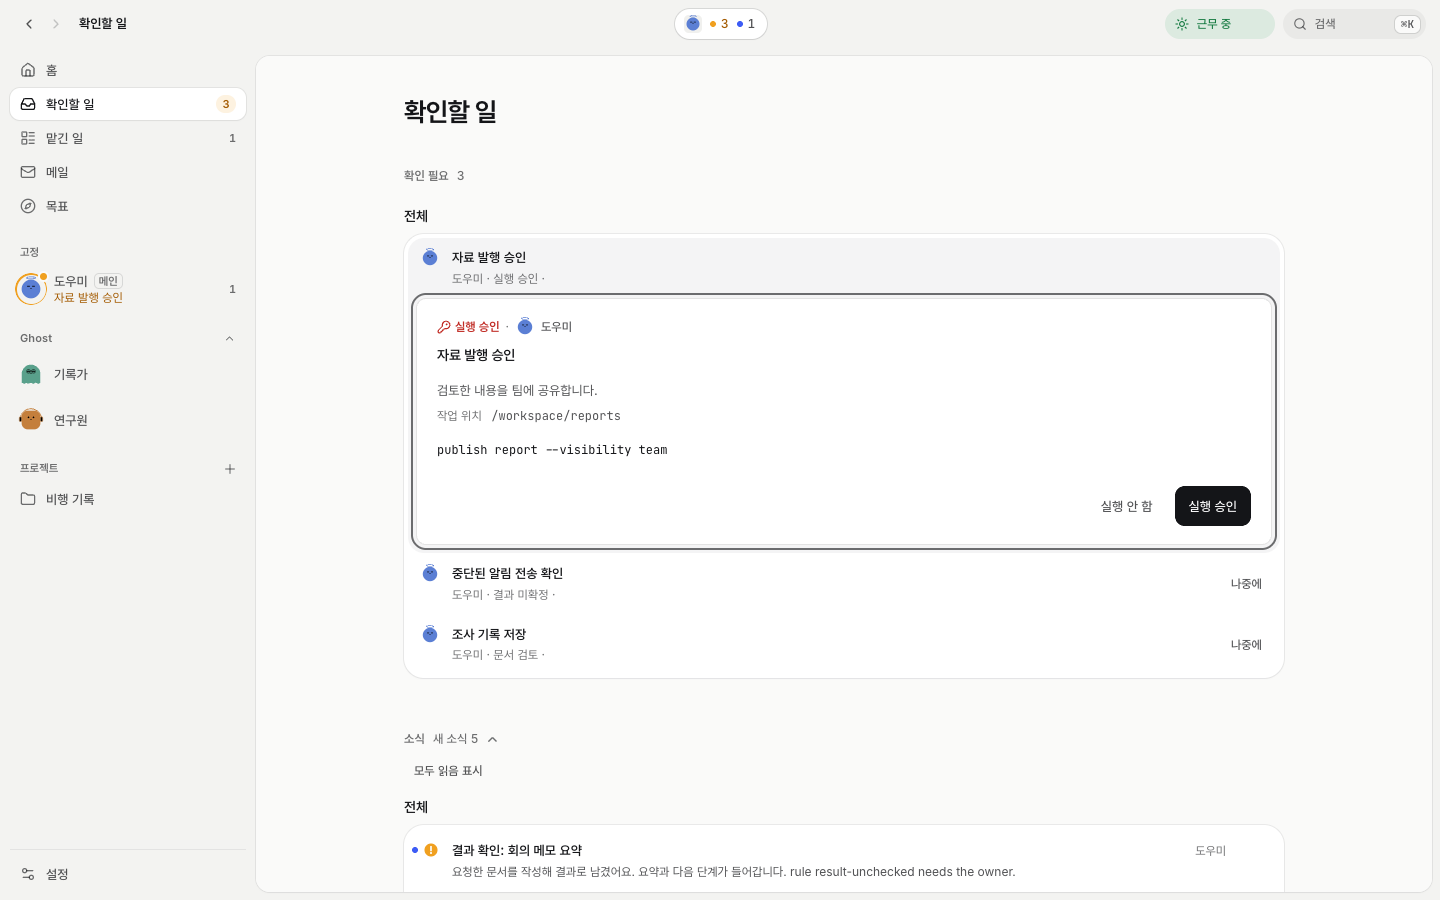 확인할 일
3 1
근무 중
검색 ⌘K
홈
확인할 일 3
맡긴 일 1
메일
목표
고정
도우미 메인
자료 발행 승인
1
Ghost
기록가
연구원
프로젝트
비행 기록
설정
확인할 일
확인 필요 3
전체
자료 발행 승인
도우미 · 실행 승인 ·
실행 승인 · 도우미
자료 발행 승인
검토한 내용을 팀에 공유합니다.
작업 위치 /workspace/reports
publish report --visibility team
실행 안 함 실행 승인
중단된 알림 전송 확인
도우미 · 결과 미확정 ·
나중에
조사 기록 저장
도우미 · 문서 검토 ·
나중에
소식 새 소식 5
모두 읽음 표시
전체
결과 확인: 회의 메모 요약
도우미
요청한 문서를 작성해 결과로 남겼어요. 요약과 다음 단계가 들어갑니다. rule result-unchecked needs the owner.